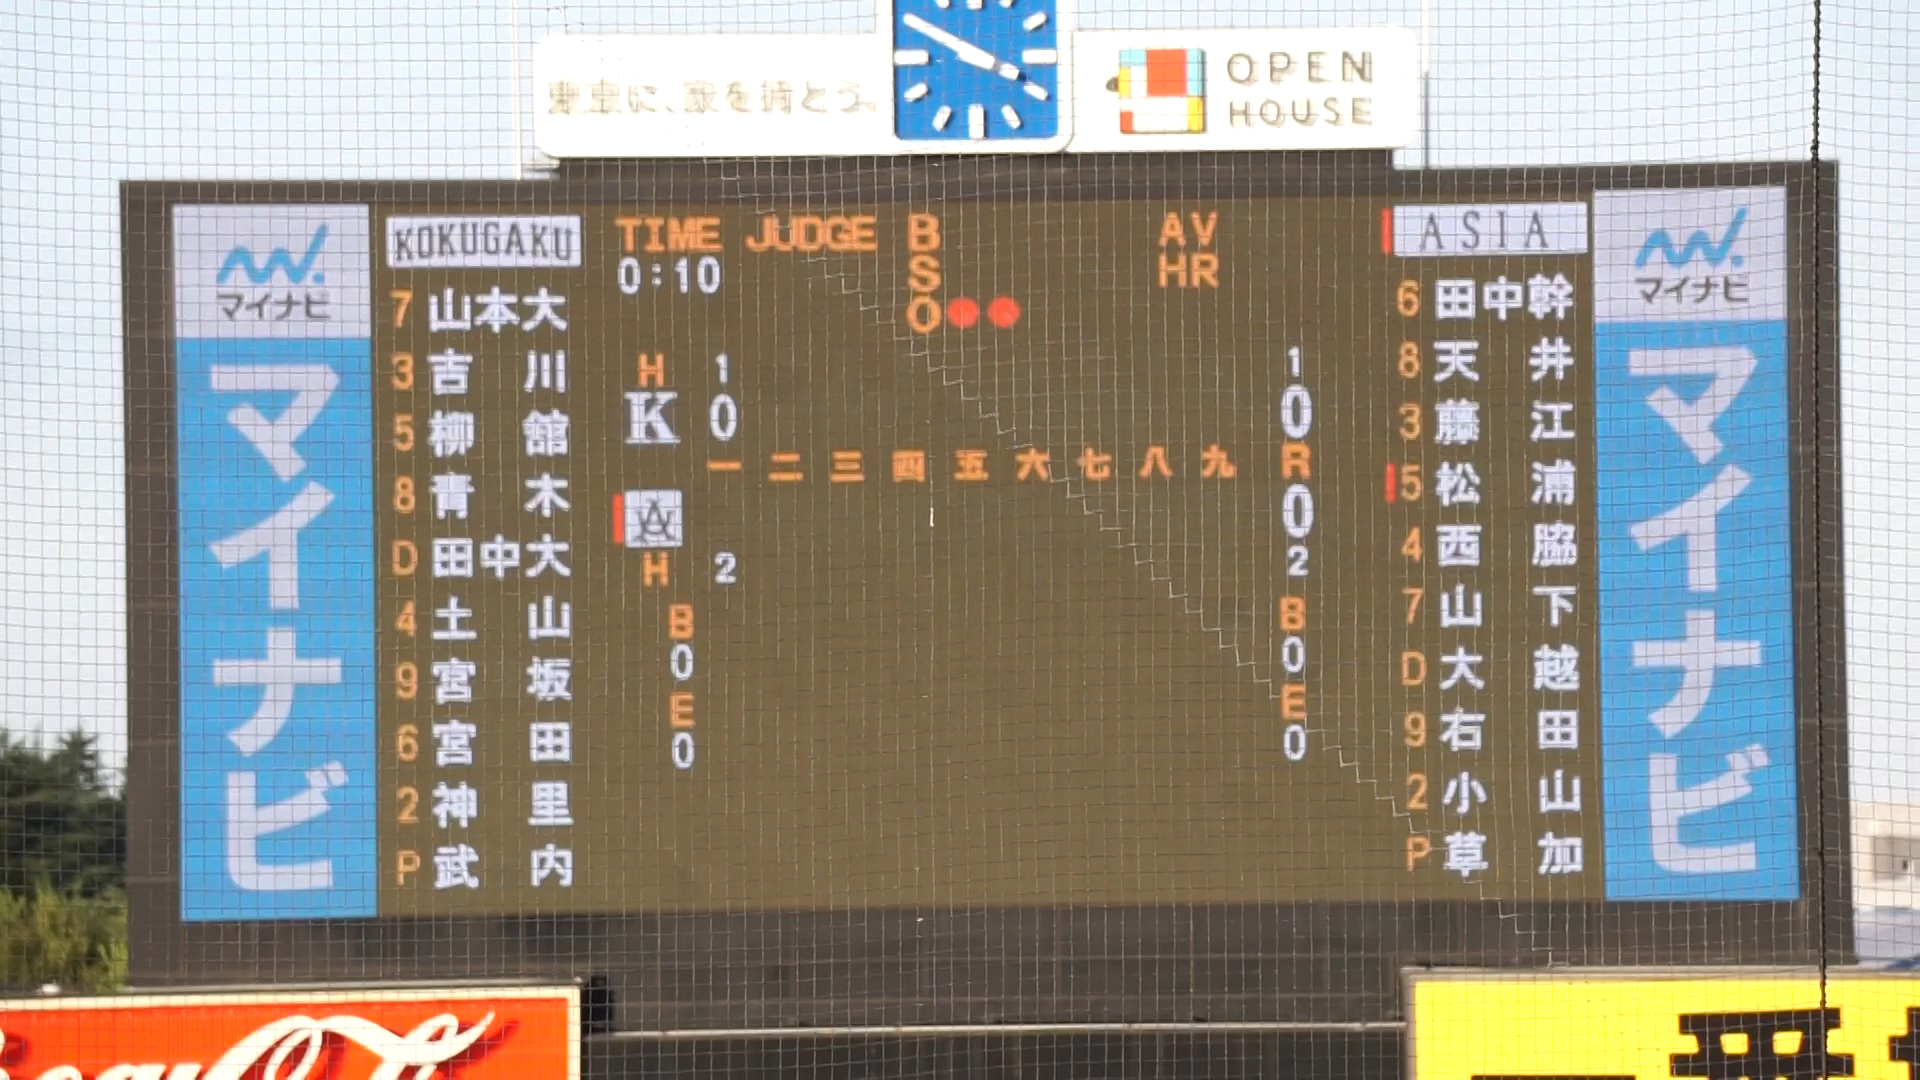 東京に、家を持とう。
OPEN
HOUSE
マイナビ
マイナビ
KOKUGAKU
7 山本大
3 吉川
5 柳館
8 青木
D 田中大
4 土山
9 宮坂
6 宮田
2 神里
P 武内
TIME JUDGE
0:10
B
S
O
AV
HR
H 1 1
K 0 0
一 二 三 四 五 六 七 八 九 R
A 0
H 2 2
B B
0 0
E E
0 0
ASIA
6 田中幹
8 天井
3 藤江
5 松浦
4 西脇
7 山下
D 大越
9 右田
2 小山
P 草加
マイナビ
マイナビ